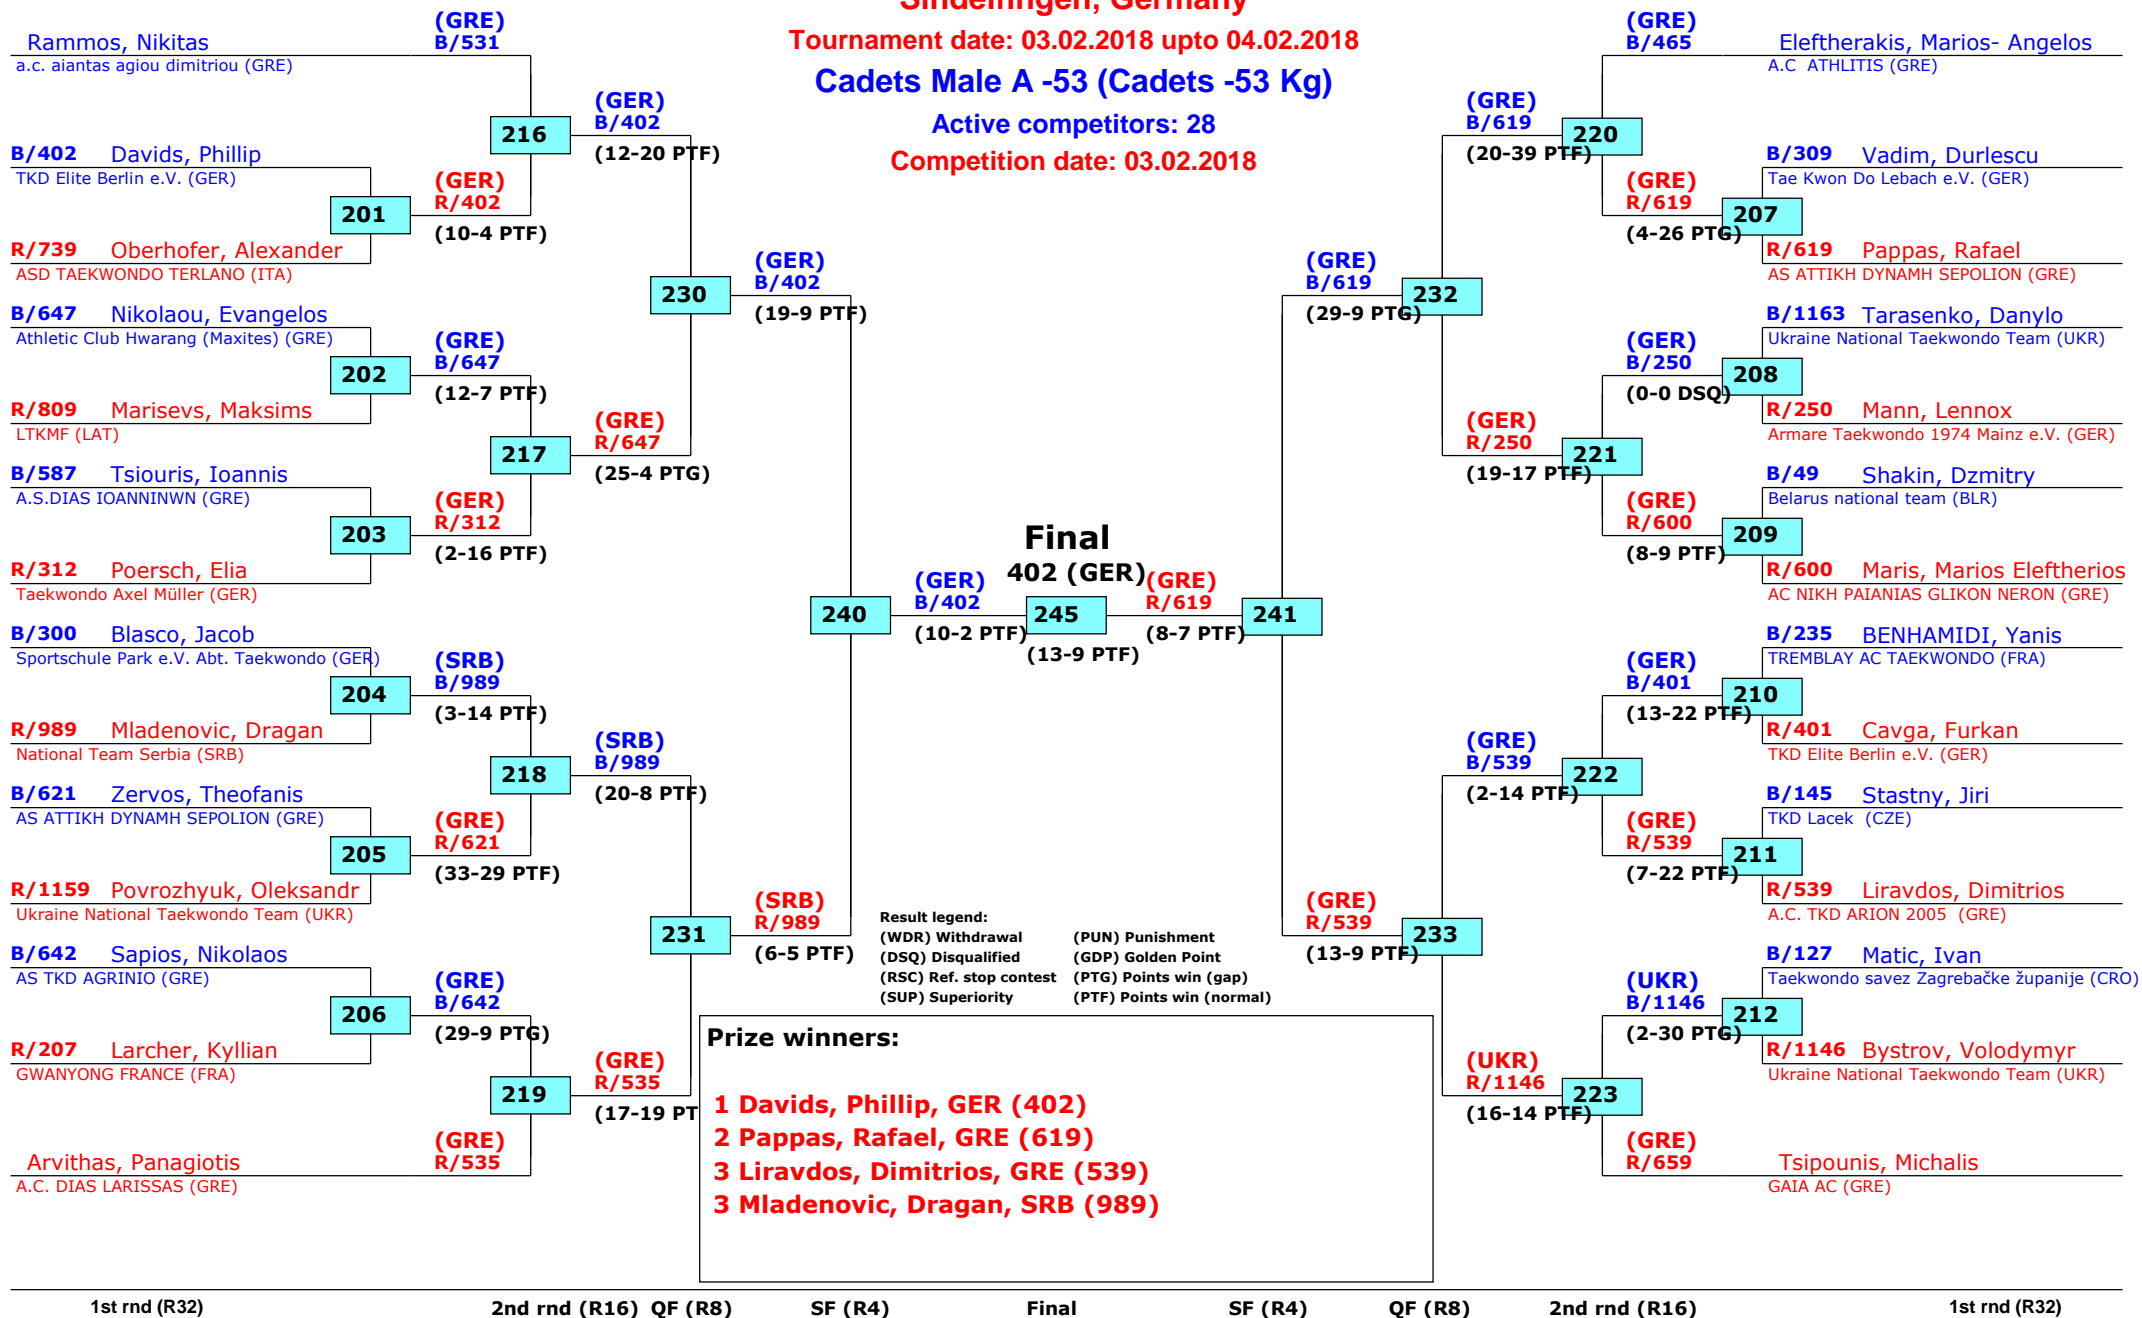 Sindelfingen, Germany
Tournament date: 03.02.2018 upto 04.02.2018
Cadets Male A -53 (Cadets -53 Kg)
Active competitors: 28
Competition date: 03.02.2018
Rammos, Nikitas
a.c. aiantas agiou dimitriou (GRE)
B/402 Davids, Phillip
TKD Elite Berlin e.V. (GER)
R/739 Oberhofer, Alexander
ASD TAEKWONDO TERLANO (ITA)
B/647 Nikolaou, Evangelos
Athletic Club Hwarang (Maxites) (GRE)
R/809 Marisevs, Maksims
LTKMF (LAT)
B/587 Tsiouris, Ioannis
A.S.DIAS IOANNINWN (GRE)
R/312 Poersch, Elia
Taekwondo Axel Müller (GER)
B/300 Blasco, Jacob
Sportschule Park e.V. Abt. Taekwondo (GER)
R/989 Mladenovic, Dragan
National Team Serbia (SRB)
B/621 Zervos, Theofanis
AS ATTIKH DYNAMH SEPOLION (GRE)
R/1159 Povrozhyuk, Oleksandr
Ukraine National Taekwondo Team (UKR)
B/642 Sapios, Nikolaos
AS TKD AGRINIO (GRE)
R/207 Larcher, Kyllian
GWANYONG FRANCE (FRA)
Arvithas, Panagiotis
A.C. DIAS LARISSAS (GRE)
201
202
203
204
205
206
(GRE)
B/531
(GER)
R/402
(10-4 PTF)
(GRE)
B/647
(12-7 PTF)
(GER)
R/312
(2-16 PTF)
(SRB)
B/989
(3-14 PTF)
(GRE)
R/621
(33-29 PTF)
(GRE)
B/642
(29-9 PTG)
(GRE)
R/535
216
217
218
219
(GER)
B/402
(12-20 PTF)
(GRE)
R/647
(25-4 PTG)
(SRB)
B/989
(20-8 PTF)
(GRE)
R/535
(17-19 PT
230
231
(GER)
B/402
(19-9 PTF)
(SRB)
R/989
(6-5 PTF)
240
(GER)
B/402
(10-2 PTF)
Final
402 (GER)
245
(13-9 PTF)
(GRE)
R/619
(8-7 PTF)
241
(GRE)
B/619
(29-9 PTG)
(GRE)
R/539
(13-9 PTF)
232
233
(GRE)
B/619
(20-39 PTF)
(GER)
R/250
(19-17 PTF)
(GRE)
B/539
(2-14 PTF)
(UKR)
R/1146
(16-14 PTF)
220
221
222
223
(GRE)
B/465
(GRE)
R/619
(4-26 PTG)
(GER)
B/250
(0-0 DSQ)
(GRE)
R/600
(8-9 PTF)
(GER)
B/401
(13-22 PTF)
(GRE)
R/539
(7-22 PTF)
(UKR)
B/1146
(2-30 PTG)
(GRE)
R/659
207
208
209
210
211
212
Eleftherakis, Marios- Angelos
A.C ATHLITIS (GRE)
B/309 Vadim, Durlescu
Tae Kwon Do Lebach e.V. (GER)
R/619 Pappas, Rafael
AS ATTIKH DYNAMH SEPOLION (GRE)
B/1163 Tarasenko, Danylo
Ukraine National Taekwondo Team (UKR)
R/250 Mann, Lennox
Armare Taekwondo 1974 Mainz e.V. (GER)
B/49 Shakin, Dzmitry
Belarus national team (BLR)
R/600 Maris, Marios Eleftherios
AC NIKH PAIANIAS GLIKON NERON (GRE)
B/235 BENHAMIDI, Yanis
TREMBLAY AC TAEKWONDO (FRA)
R/401 Cavga, Furkan
TKD Elite Berlin e.V. (GER)
B/145 Stastny, Jiri
TKD Lacek (CZE)
R/539 Liravdos, Dimitrios
A.C. TKD ARION 2005 (GRE)
B/127 Matic, Ivan
Taekwondo savez Zagrebačke županije (CRO)
R/1146 Bystrov, Volodymyr
Ukraine National Taekwondo Team (UKR)
Tsipounis, Michalis
GAIA AC (GRE)
Result legend:
(WDR) Withdrawal (PUN) Punishment
(DSQ) Disqualified (GDP) Golden Point
(RSC) Ref. stop contest (PTG) Points win (gap)
(SUP) Superiority (PTF) Points win (normal)
Prize winners:
1 Davids, Phillip, GER (402)
2 Pappas, Rafael, GRE (619)
3 Liravdos, Dimitrios, GRE (539)
3 Mladenovic, Dragan, SRB (989)
1st rnd (R32) 2nd rnd (R16) QF (R8) SF (R4) Final SF (R4) QF (R8) 2nd rnd (R16) 1st rnd (R32)